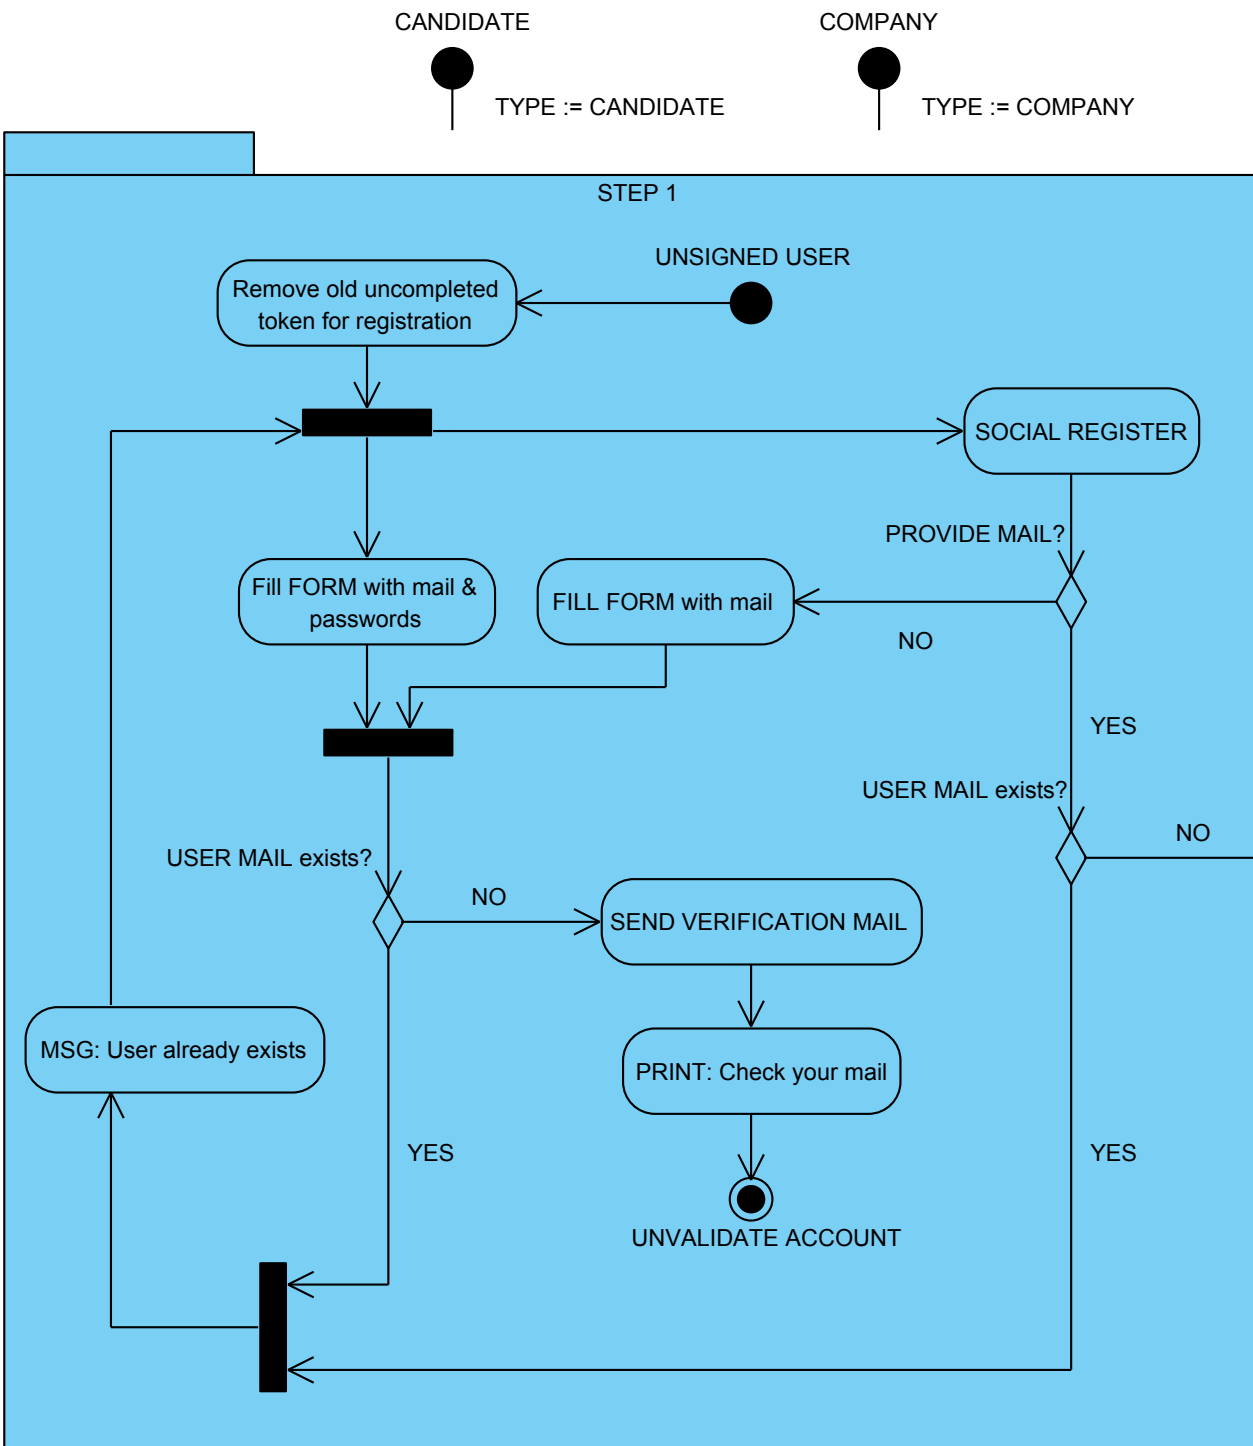 CANDIDATE
COMPANY
TYPE := CANDIDATE
TYPE := COMPANY
STEP 1
UNSIGNED USER
Remove old uncompleted
token for registration
SOCIAL REGISTER
PROVIDE MAIL?
Fill FORM with mail &
passwords
FILL FORM with mail
NO
YES
USER MAIL exists?
NO
USER MAIL exists?
NO
SEND VERIFICATION MAIL
MSG: User already exists
PRINT: Check your mail
YES
YES
UNVALIDATE ACCOUNT